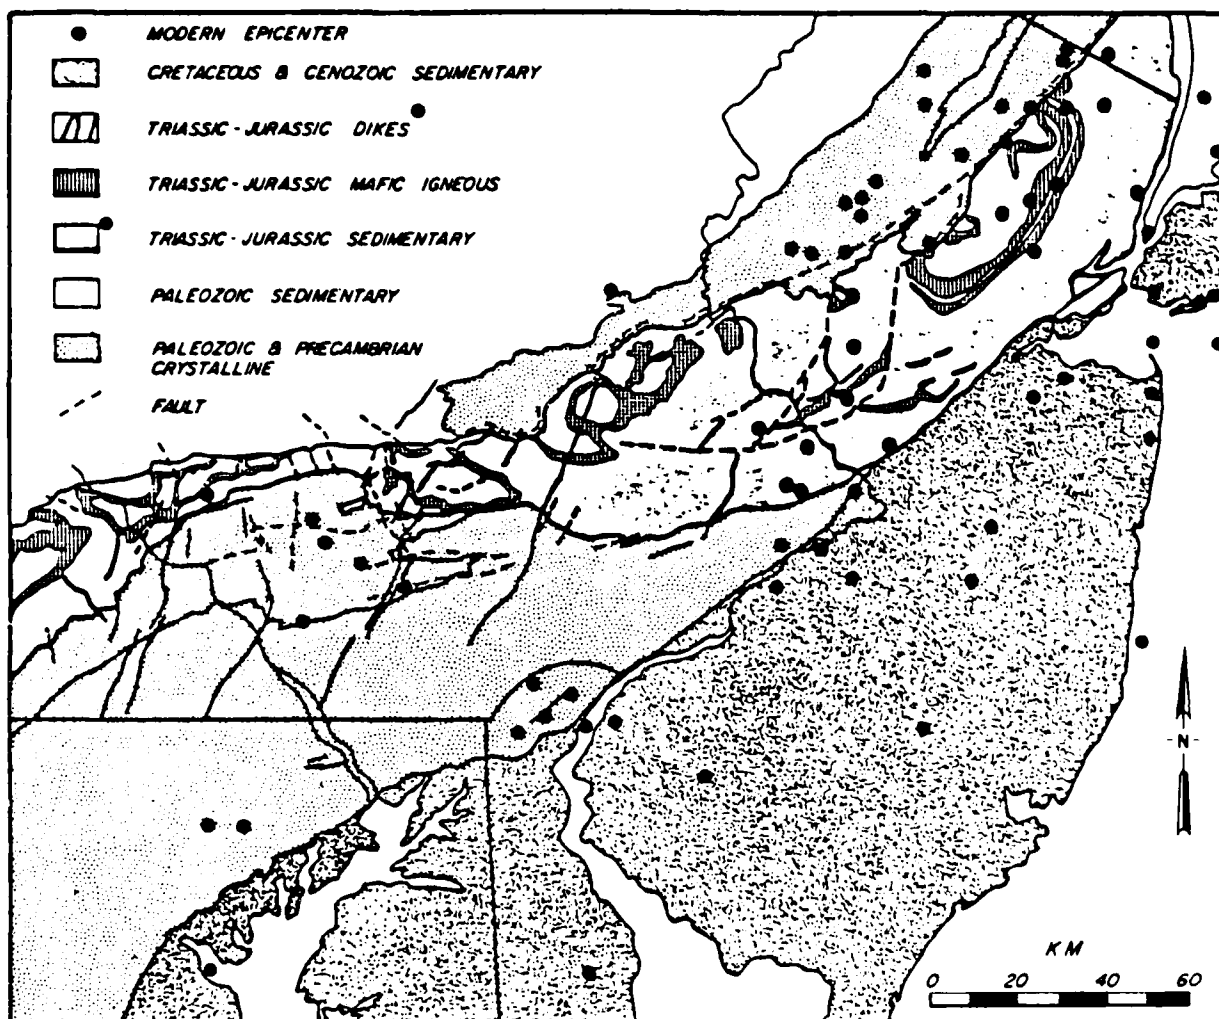 MODERN EPICENTER
CRETACEOUS & CENOZOIC SEDIMENTARY
TRIASSIC-JURASSIC DIKES
TRIASSIC-JURASSIC MAFIC IGNEOUS
TRIASSIC-JURASSIC SEDIMENTARY
PALEOZOIC SEDIMENTARY
PALEOZOIC & PRECAMBRIAN
CRYSTALLINE
FAULT
N
KM
0 20 40 60